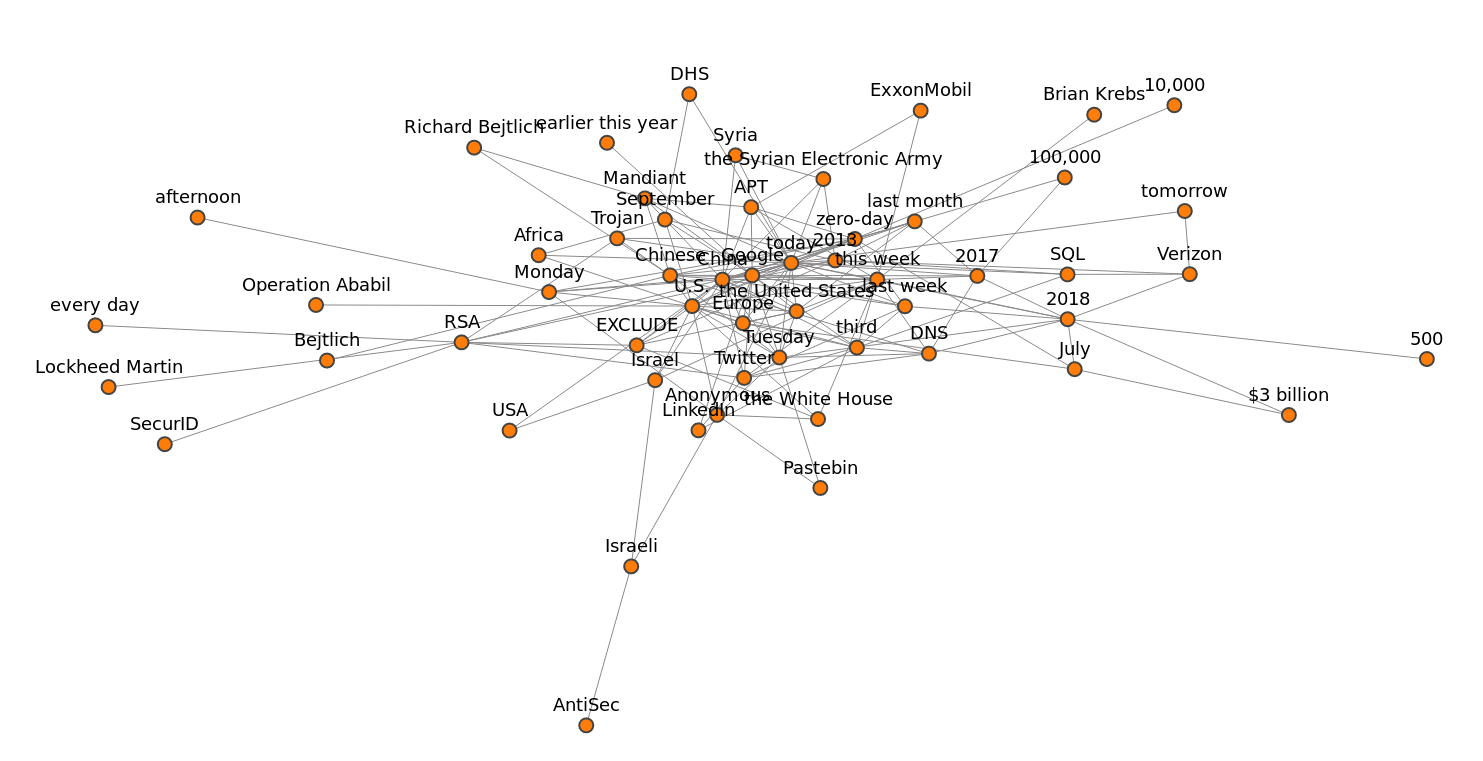 DHS
10,000
ExxonMobil
Brian Krebs
earlier this year
Richard Bejtlich
Syria
the Syrian Electronic Army
100,000
Mandiant
APT
tomorrow
afternoon
September
last month
Trojan
zero-day
Africa
today
2013
Chinese
China
Google
this week
2017
SQL
Verizon
Monday
Operation Ababil
U.S.
the United States
last week
every day
Europe
2018
RSA
EXCLUDE
third
Bejtlich
Tuesday
DNS
500
Lockheed Martin
Israel
Twitter
July
Anonymous
the White House
$3 billion
USA
LinkedIn
SecurID
Pastebin
Israeli
AntiSec